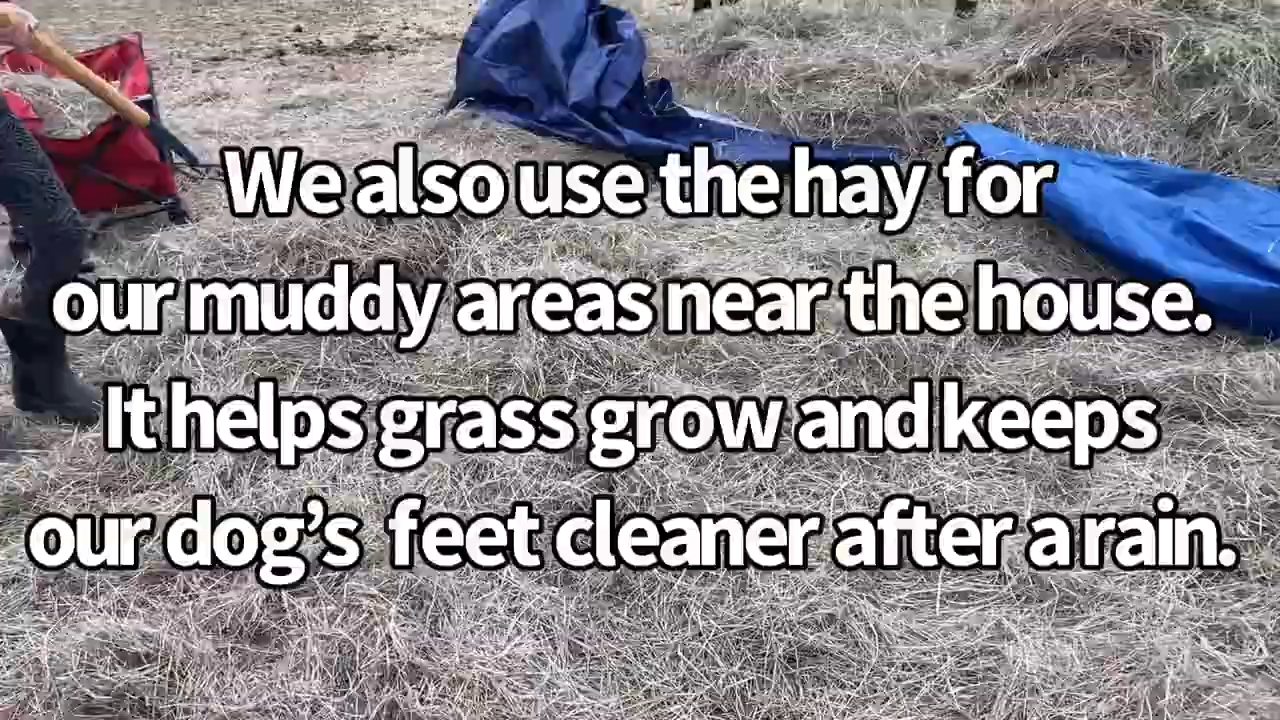 We also use the hay for
our muddy areas near the house.
It helps grass grow and keeps
our dog’s feet cleaner after a rain.